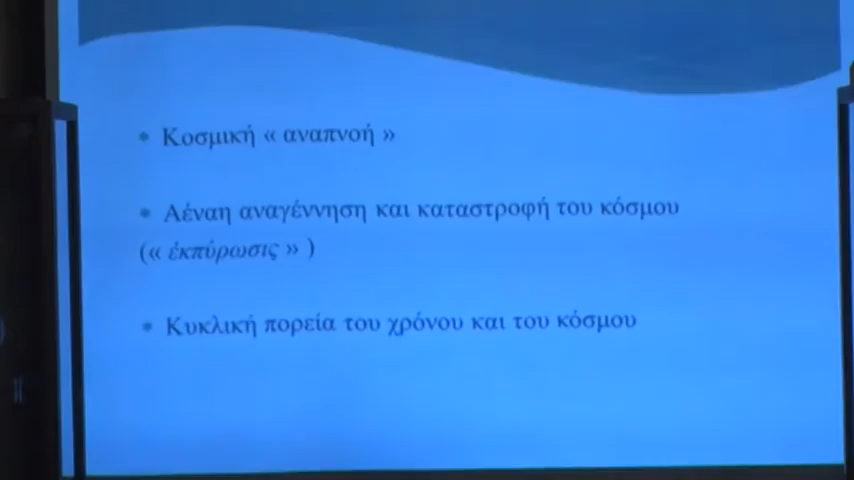 • Κοσμική « αναπνοή »
• Αέναη αναγέννηση και καταστροφή του κόσμου
(« ἐκπύρωσις » )
• Κυκλική πορεία του χρόνου και του κόσμου